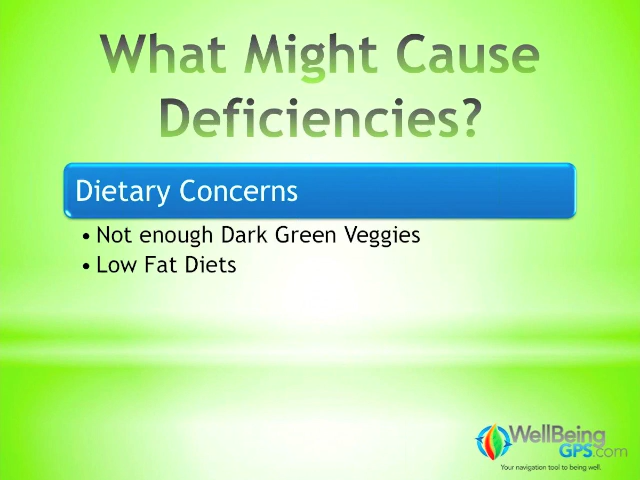 What Might Cause
Deficiencies?
Dietary Concerns
• Not enough Dark Green Veggies
• Low Fat Diets
WellBeing
GPS.com
Your navigation tool to being well.